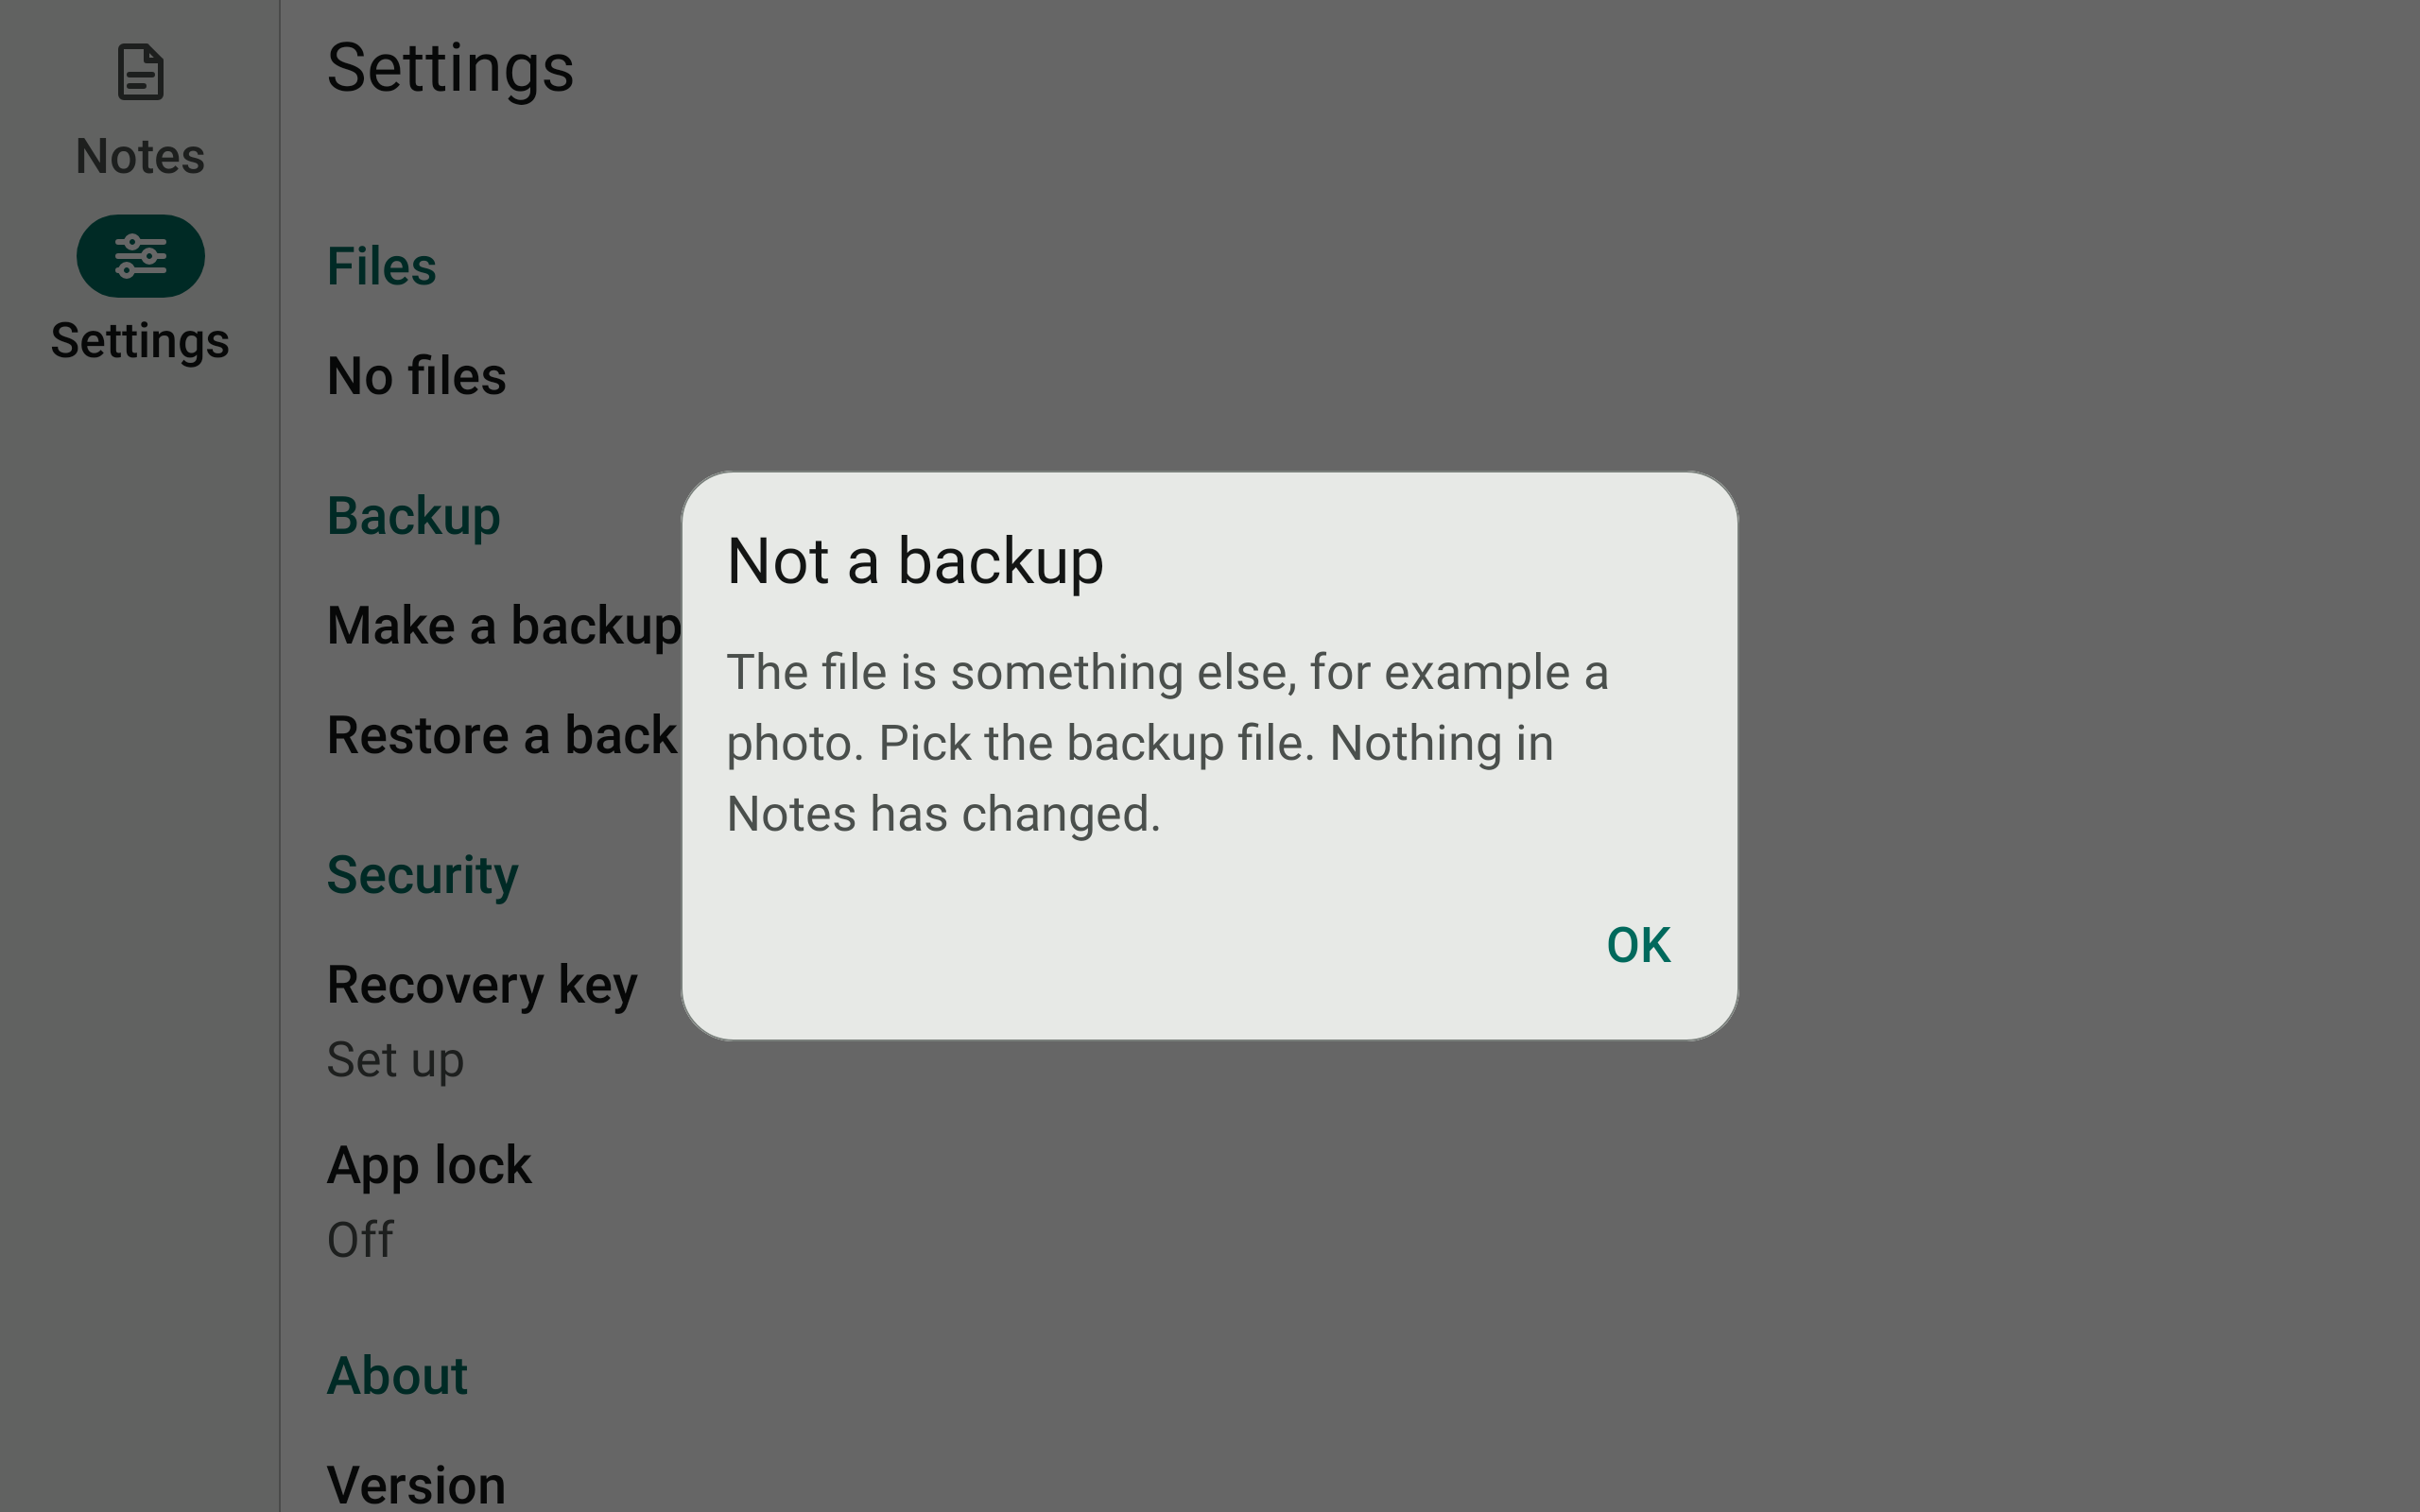 Notes
Settings
Settings
Files
No files
Backup
Make a backup
Restore a back
Security
Recovery key
Set up
App lock
Off
About
Version
Not a backup
The file is something else, for example a
photo. Pick the backup file. Nothing in
Notes has changed.
OK